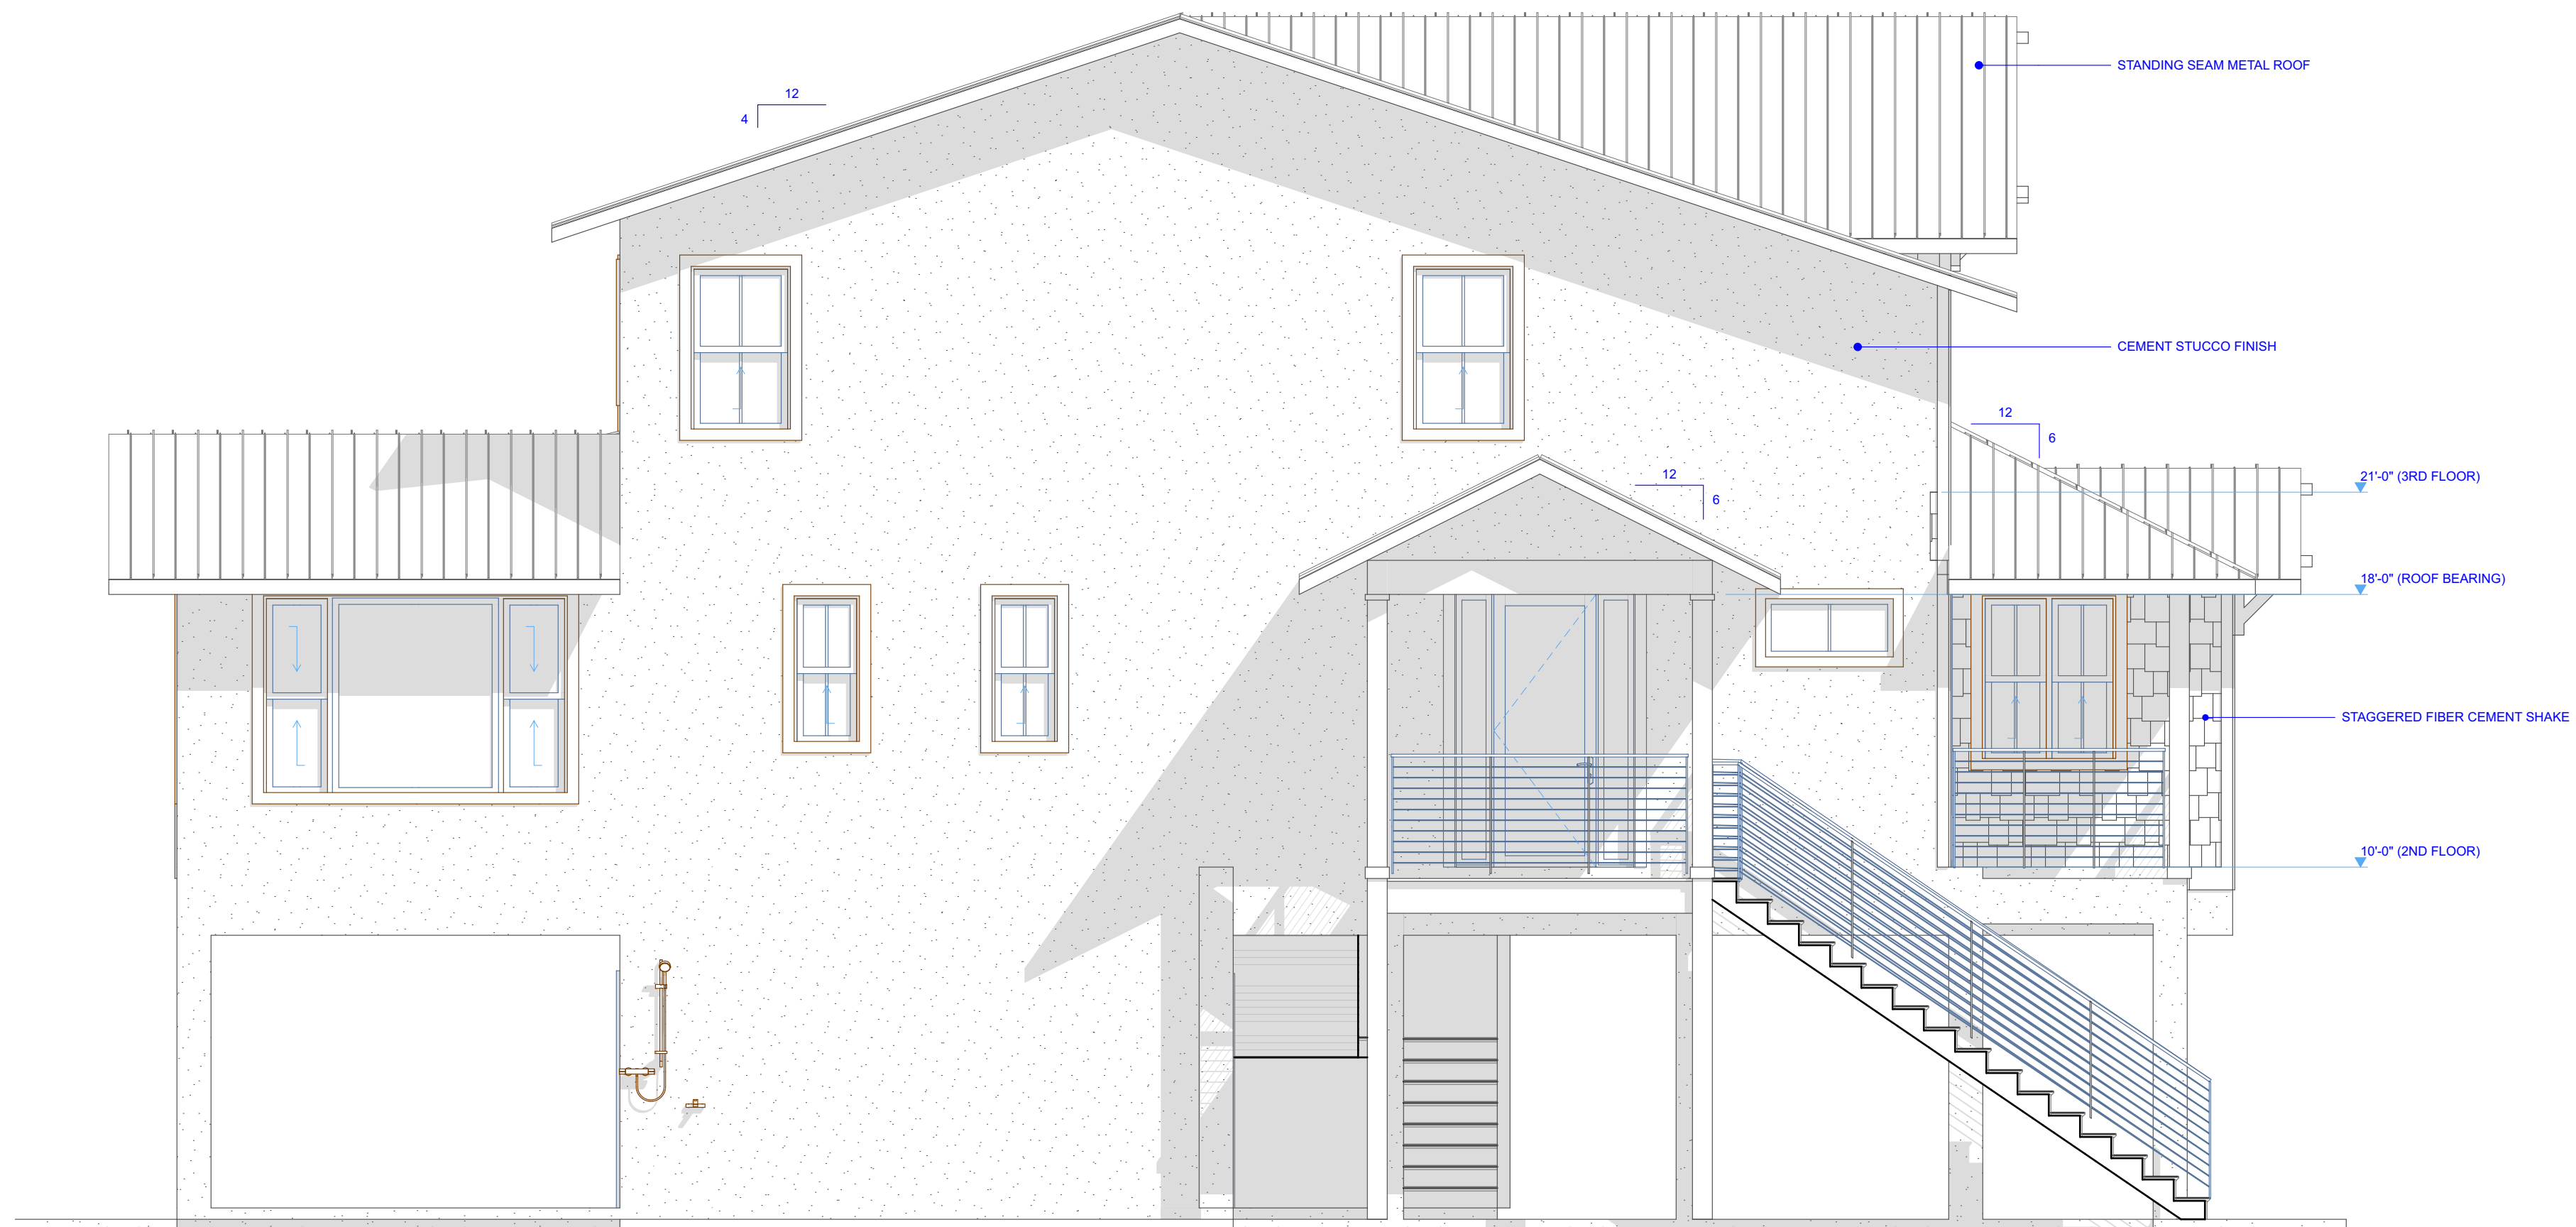 STANDING SEAM METAL ROOF
12
4
CEMENT STUCCO FINISH
12
6
12
6
21'-0" (3RD FLOOR)
18'-0" (ROOF BEARING)
STAGGERED FIBER CEMENT SHAKE
10'-0" (2ND FLOOR)